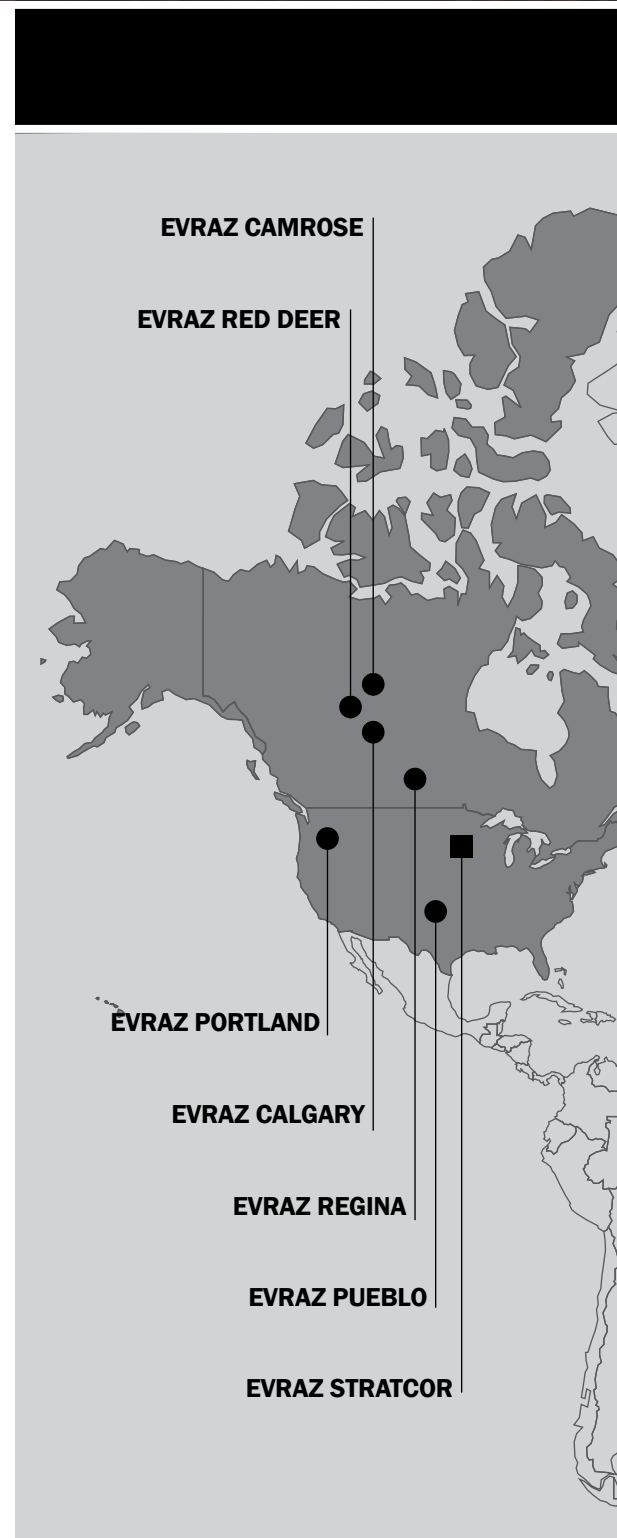 EVRAZ CAMROSE
EVRAZ RED DEER
EVRAZ PORTLAND
EVRAZ CALGARY
EVRAZ REGINA
EVRAZ PUEBLO
EVRAZ STRATCOR